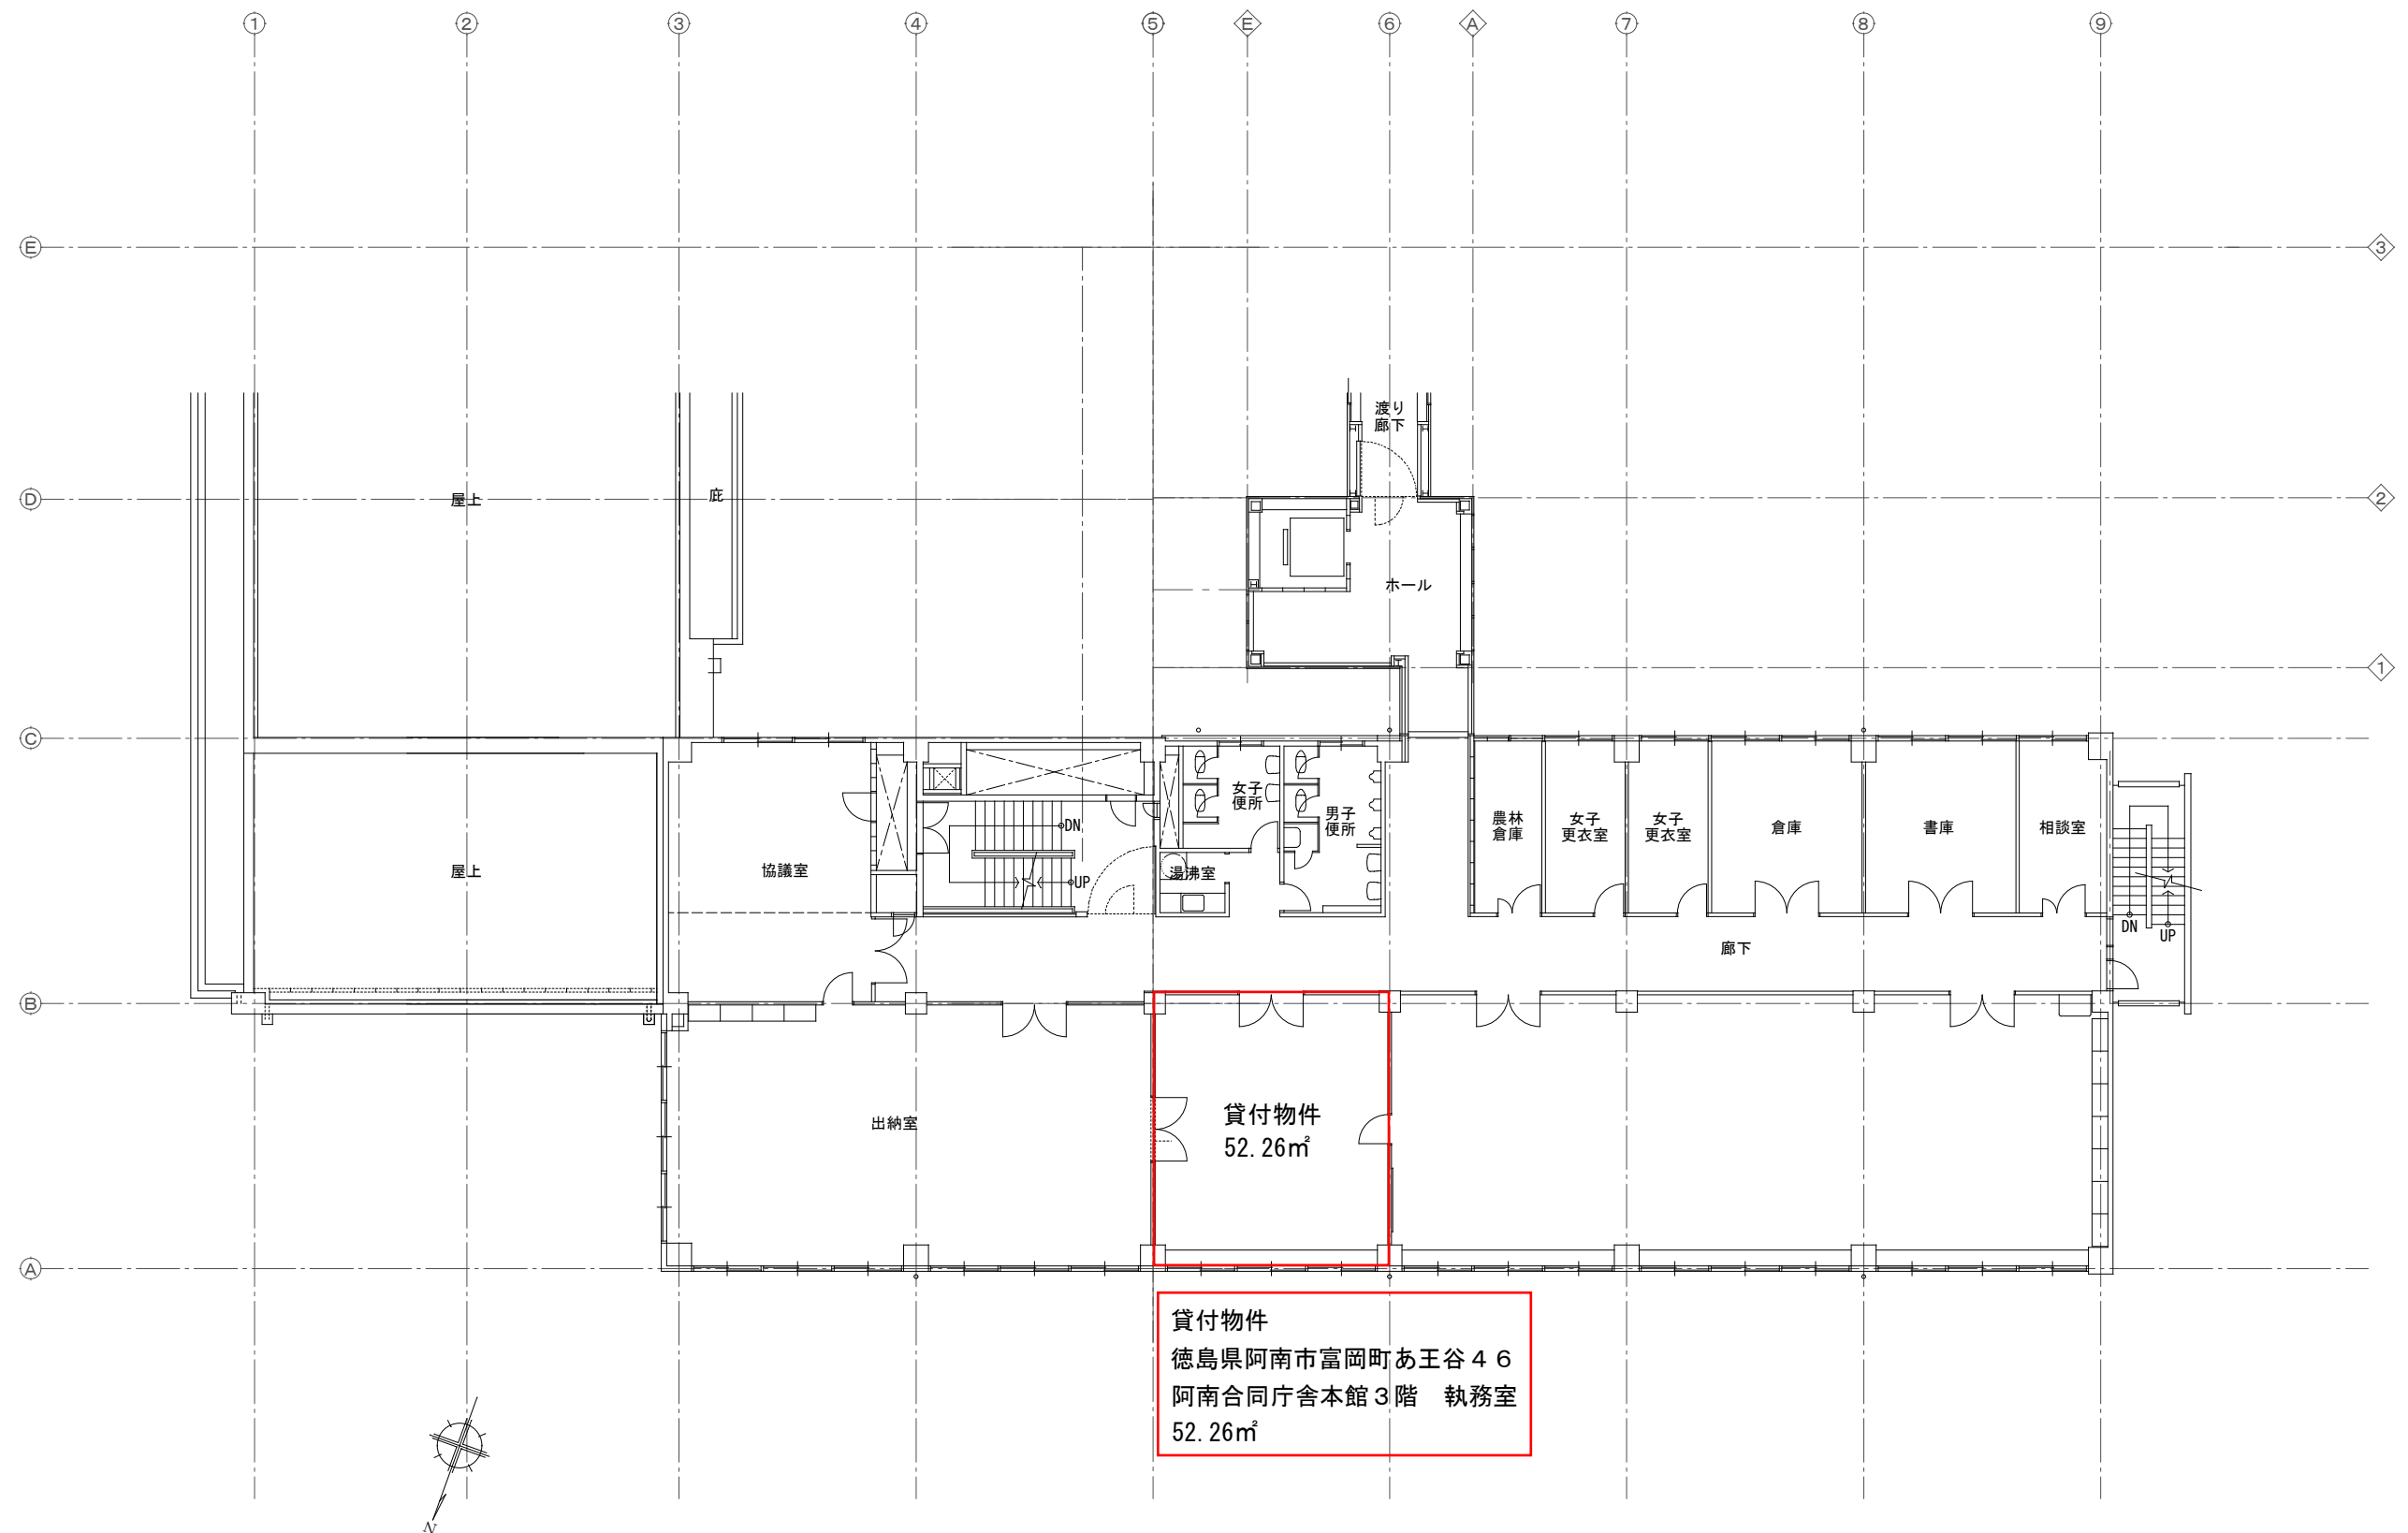 ①
②
③
④
⑤
E
⑥
A
⑦
⑧
⑨
E
3
渡り
廊下
D
屋上
庇
2
ホール
1
C
女子
便所
男子
便所
農林
倉庫
女子
更衣室
女子
更衣室
倉庫
書庫
相談室
DN
屋上
協議室
湯沸室
UP
DN
UP
廊下
B
出納室
貸付物件
52.26㎡
A
貸付物件
徳島県阿南市富岡町あ王谷46
阿南合同庁舎本館3階　執務室
52.26㎡
N